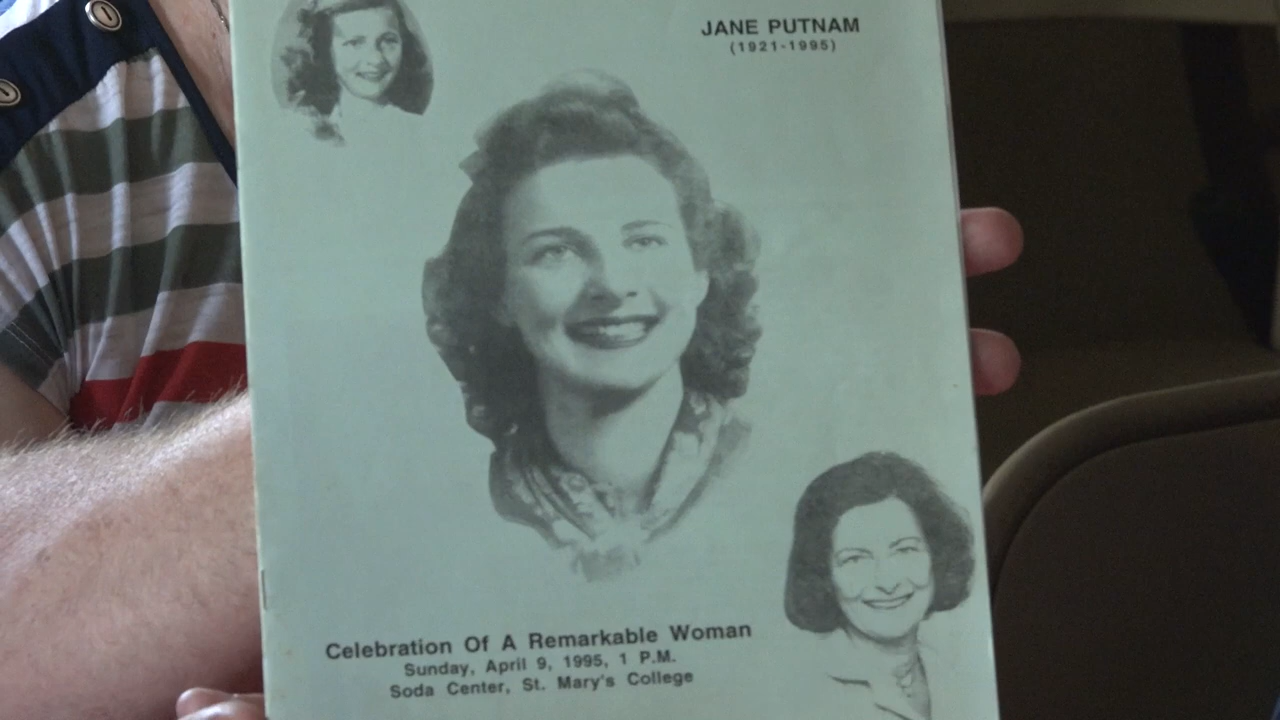 JANE PUTNAM
(1921-1995)
Celebration Of A Remarkable Woman
Sunday, April 9, 1995, 1 P.M.
Soda Center, St. Mary's College